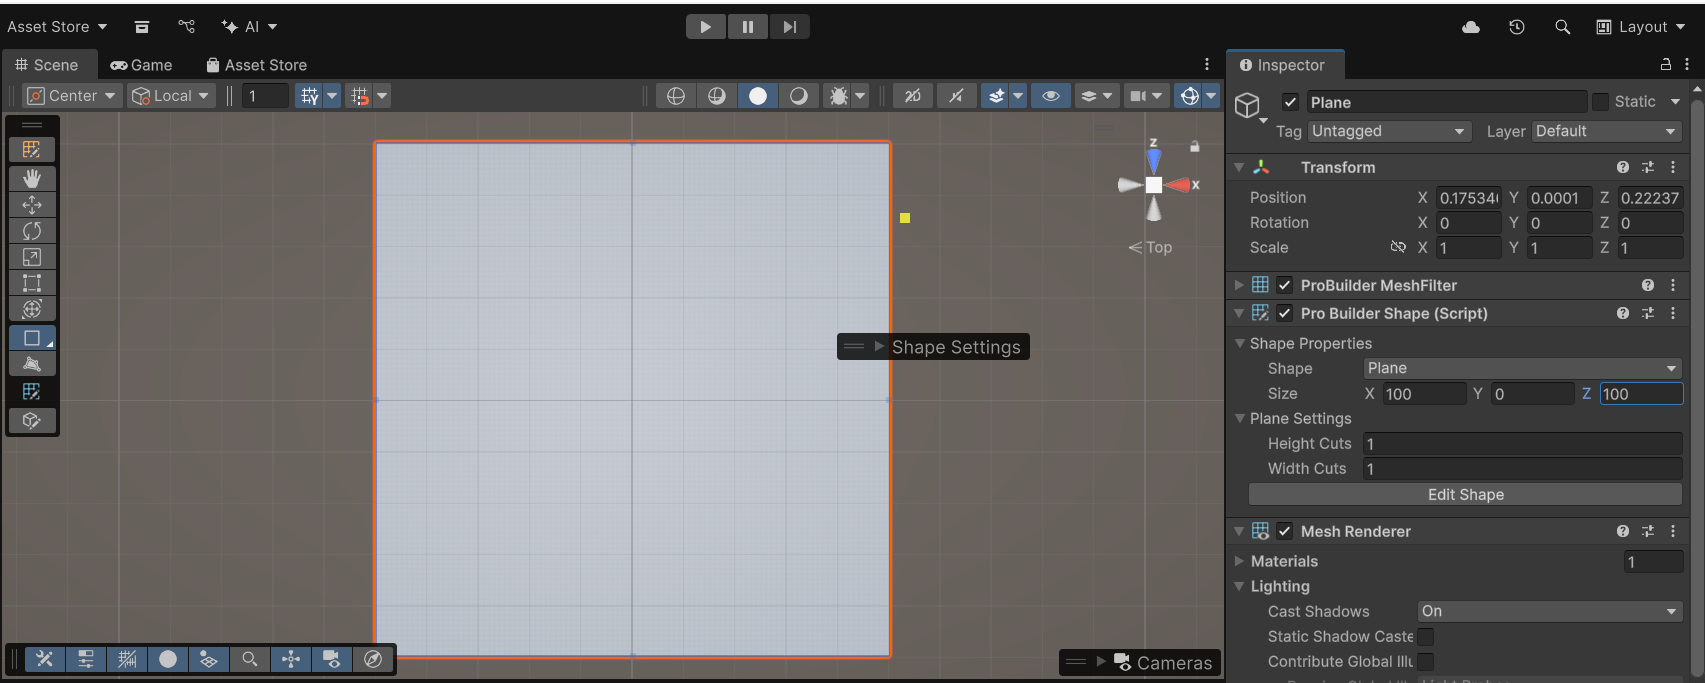 Asset Store
AI
Layout
Scene
Game
Asset Store
Inspector
Center
Local
1
Y
2D
Plane
Static
Tag
Untagged
Layer
Default
Transform
Position
X
0.17534
Y
0.0001
Z
0.22237
Rotation
X
0
Y
0
Z
0
Scale
X
1
Y
1
Z
1
z
x
Top
ProBuilder MeshFilter
Pro Builder Shape (Script)
Shape Properties
Shape
Plane
Size
X
100
Y
0
Z
100
Shape Settings
Plane Settings
Height Cuts
1
Width Cuts
1
Edit Shape
Mesh Renderer
Materials
1
Lighting
Cast Shadows
On
Static Shadow Caste
Contribute Global Illu
Cameras